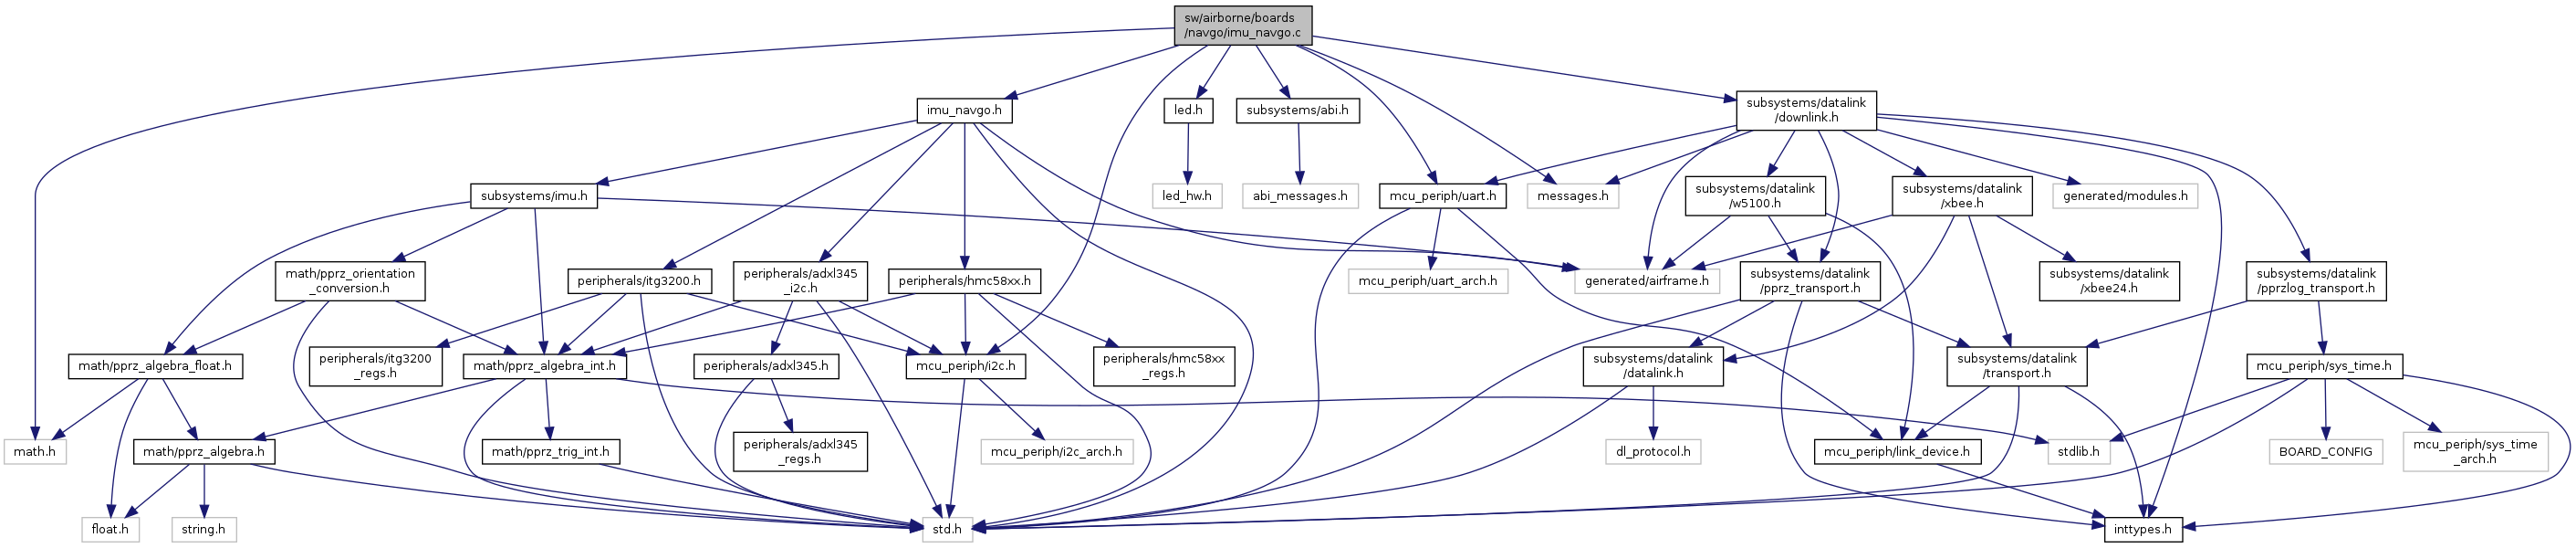 sw/airborne/boards
/navgo/imu_navgo.c
imu_navgo.h
led.h
subsystems/abi.h
subsystems/datalink
/downlink.h
subsystems/imu.h
led_hw.h
abi_messages.h
mcu_periph/uart.h
messages.h
subsystems/datalink
/w5100.h
subsystems/datalink
/xbee.h
generated/modules.h
math/pprz_orientation
_conversion.h
peripherals/itg3200.h
peripherals/adxl345
_i2c.h
peripherals/hmc58xx.h
mcu_periph/uart_arch.h
generated/airframe.h
subsystems/datalink
/pprz_transport.h
subsystems/datalink
/xbee24.h
subsystems/datalink
/pprzlog_transport.h
math/pprz_algebra_float.h
peripherals/itg3200
_regs.h
math/pprz_algebra_int.h
peripherals/adxl345.h
mcu_periph/i2c.h
peripherals/hmc58xx
_regs.h
subsystems/datalink
/datalink.h
subsystems/datalink
/transport.h
mcu_periph/sys_time.h
math.h
math/pprz_algebra.h
math/pprz_trig_int.h
peripherals/adxl345
_regs.h
mcu_periph/i2c_arch.h
dl_protocol.h
mcu_periph/link_device.h
stdlib.h
BOARD_CONFIG
mcu_periph/sys_time
_arch.h
float.h
string.h
std.h
inttypes.h